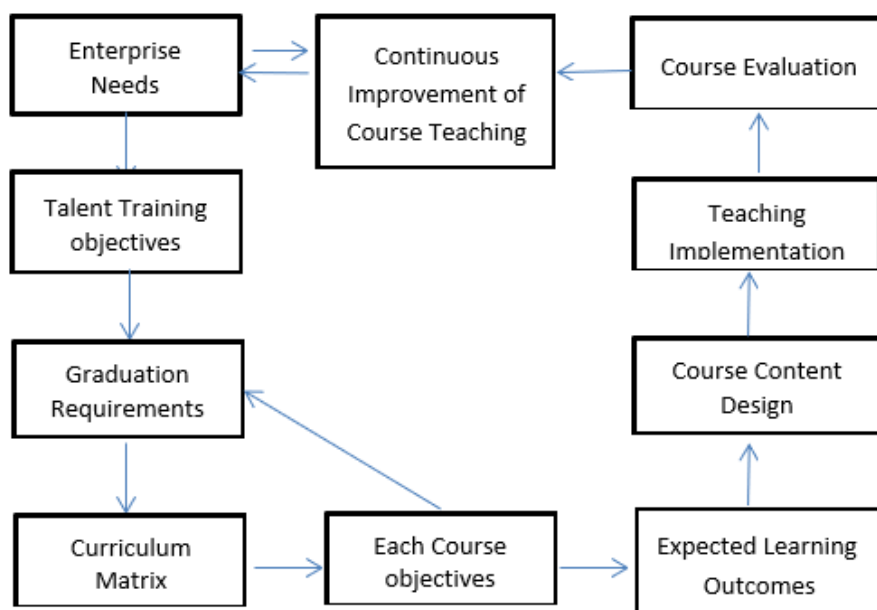 Enterprise
Needs
Continuous
Improvement of
Course Teaching
Course Evaluation
Talent Training
objectives
Teaching
Implementation
Graduation
Requirements
Course Content
Design
Curriculum
Matrix
Each Course
objectives
Expected Learning
Outcomes